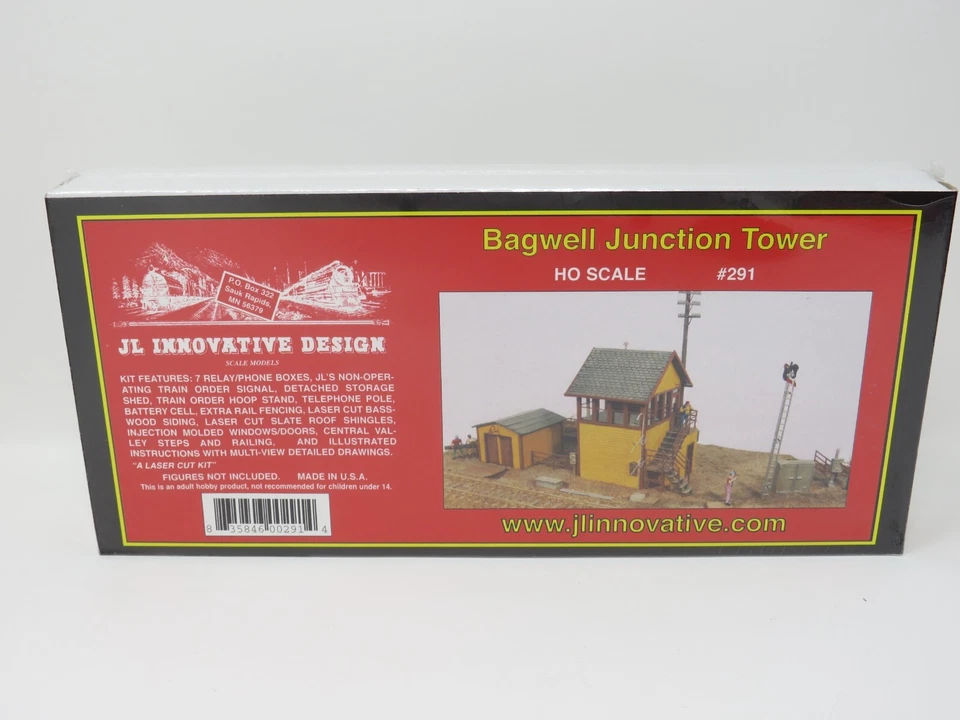 P.O. Box 322
Sauk Rapids,
MN 56379
JL INNOVATIVE DESIGN
SCALE MODELS
KIT FEATURES: 7 RELAY/PHONE BOXES, JL'S NON-OPER-
ATING TRAIN ORDER SIGNAL, DETACHED STORAGE
SHED, TRAIN ORDER HOOP STAND, TELEPHONE POLE,
BATTERY CELL, EXTRA RAIL FENCING, LASER CUT BASS-
WOOD SIDING, LASER CUT SLATE ROOF SHINGLES,
INJECTION MOLDED WINDOWS/DOORS, CENTRAL VAL-
LEY STEPS AND RAILING, AND ILLUSTRATED
INSTRUCTIONS WITH MULTI-VIEW DETAILED DRAWINGS.
"A LASER CUT KIT"
FIGURES NOT INCLUDED. MADE IN U.S.A.
This is an adult hobby product, not recommended for children under 14.
8 35846 00291 4
Bagwell Junction Tower
HO SCALE #291
www.jlinnovative.com